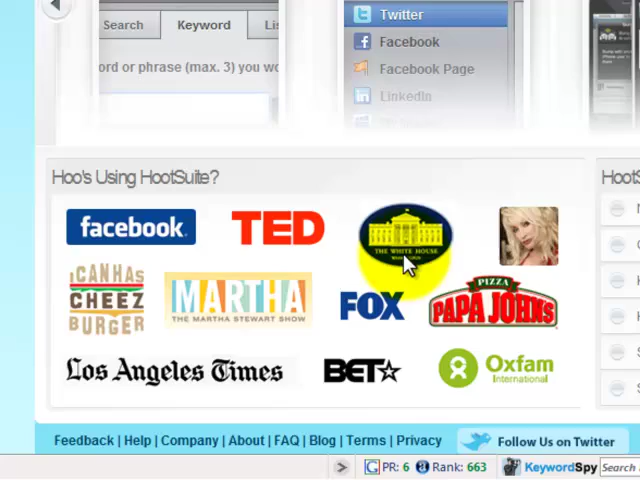 Search
Keyword
Lis
ord or phrase (max. 3) you wo
Twitter
Facebook
Facebook Page
LinkedIn
Hoo's Using HootSuite?
HootS
facebook.
TED
THE WHITE HOUSE
I CAN HAS
CHEEZ
BURGER
MARTHA
THE MARTHA STEWART SHOW
FOX
PIZZA
PAPA JOHNS
Los Angeles Times
BET
Oxfam
International
Feedback | Help | Company | About | FAQ | Blog | Terms | Privacy
Follow Us on Twitter
PR: 6
Rank: 663
KeywordSpy
Search